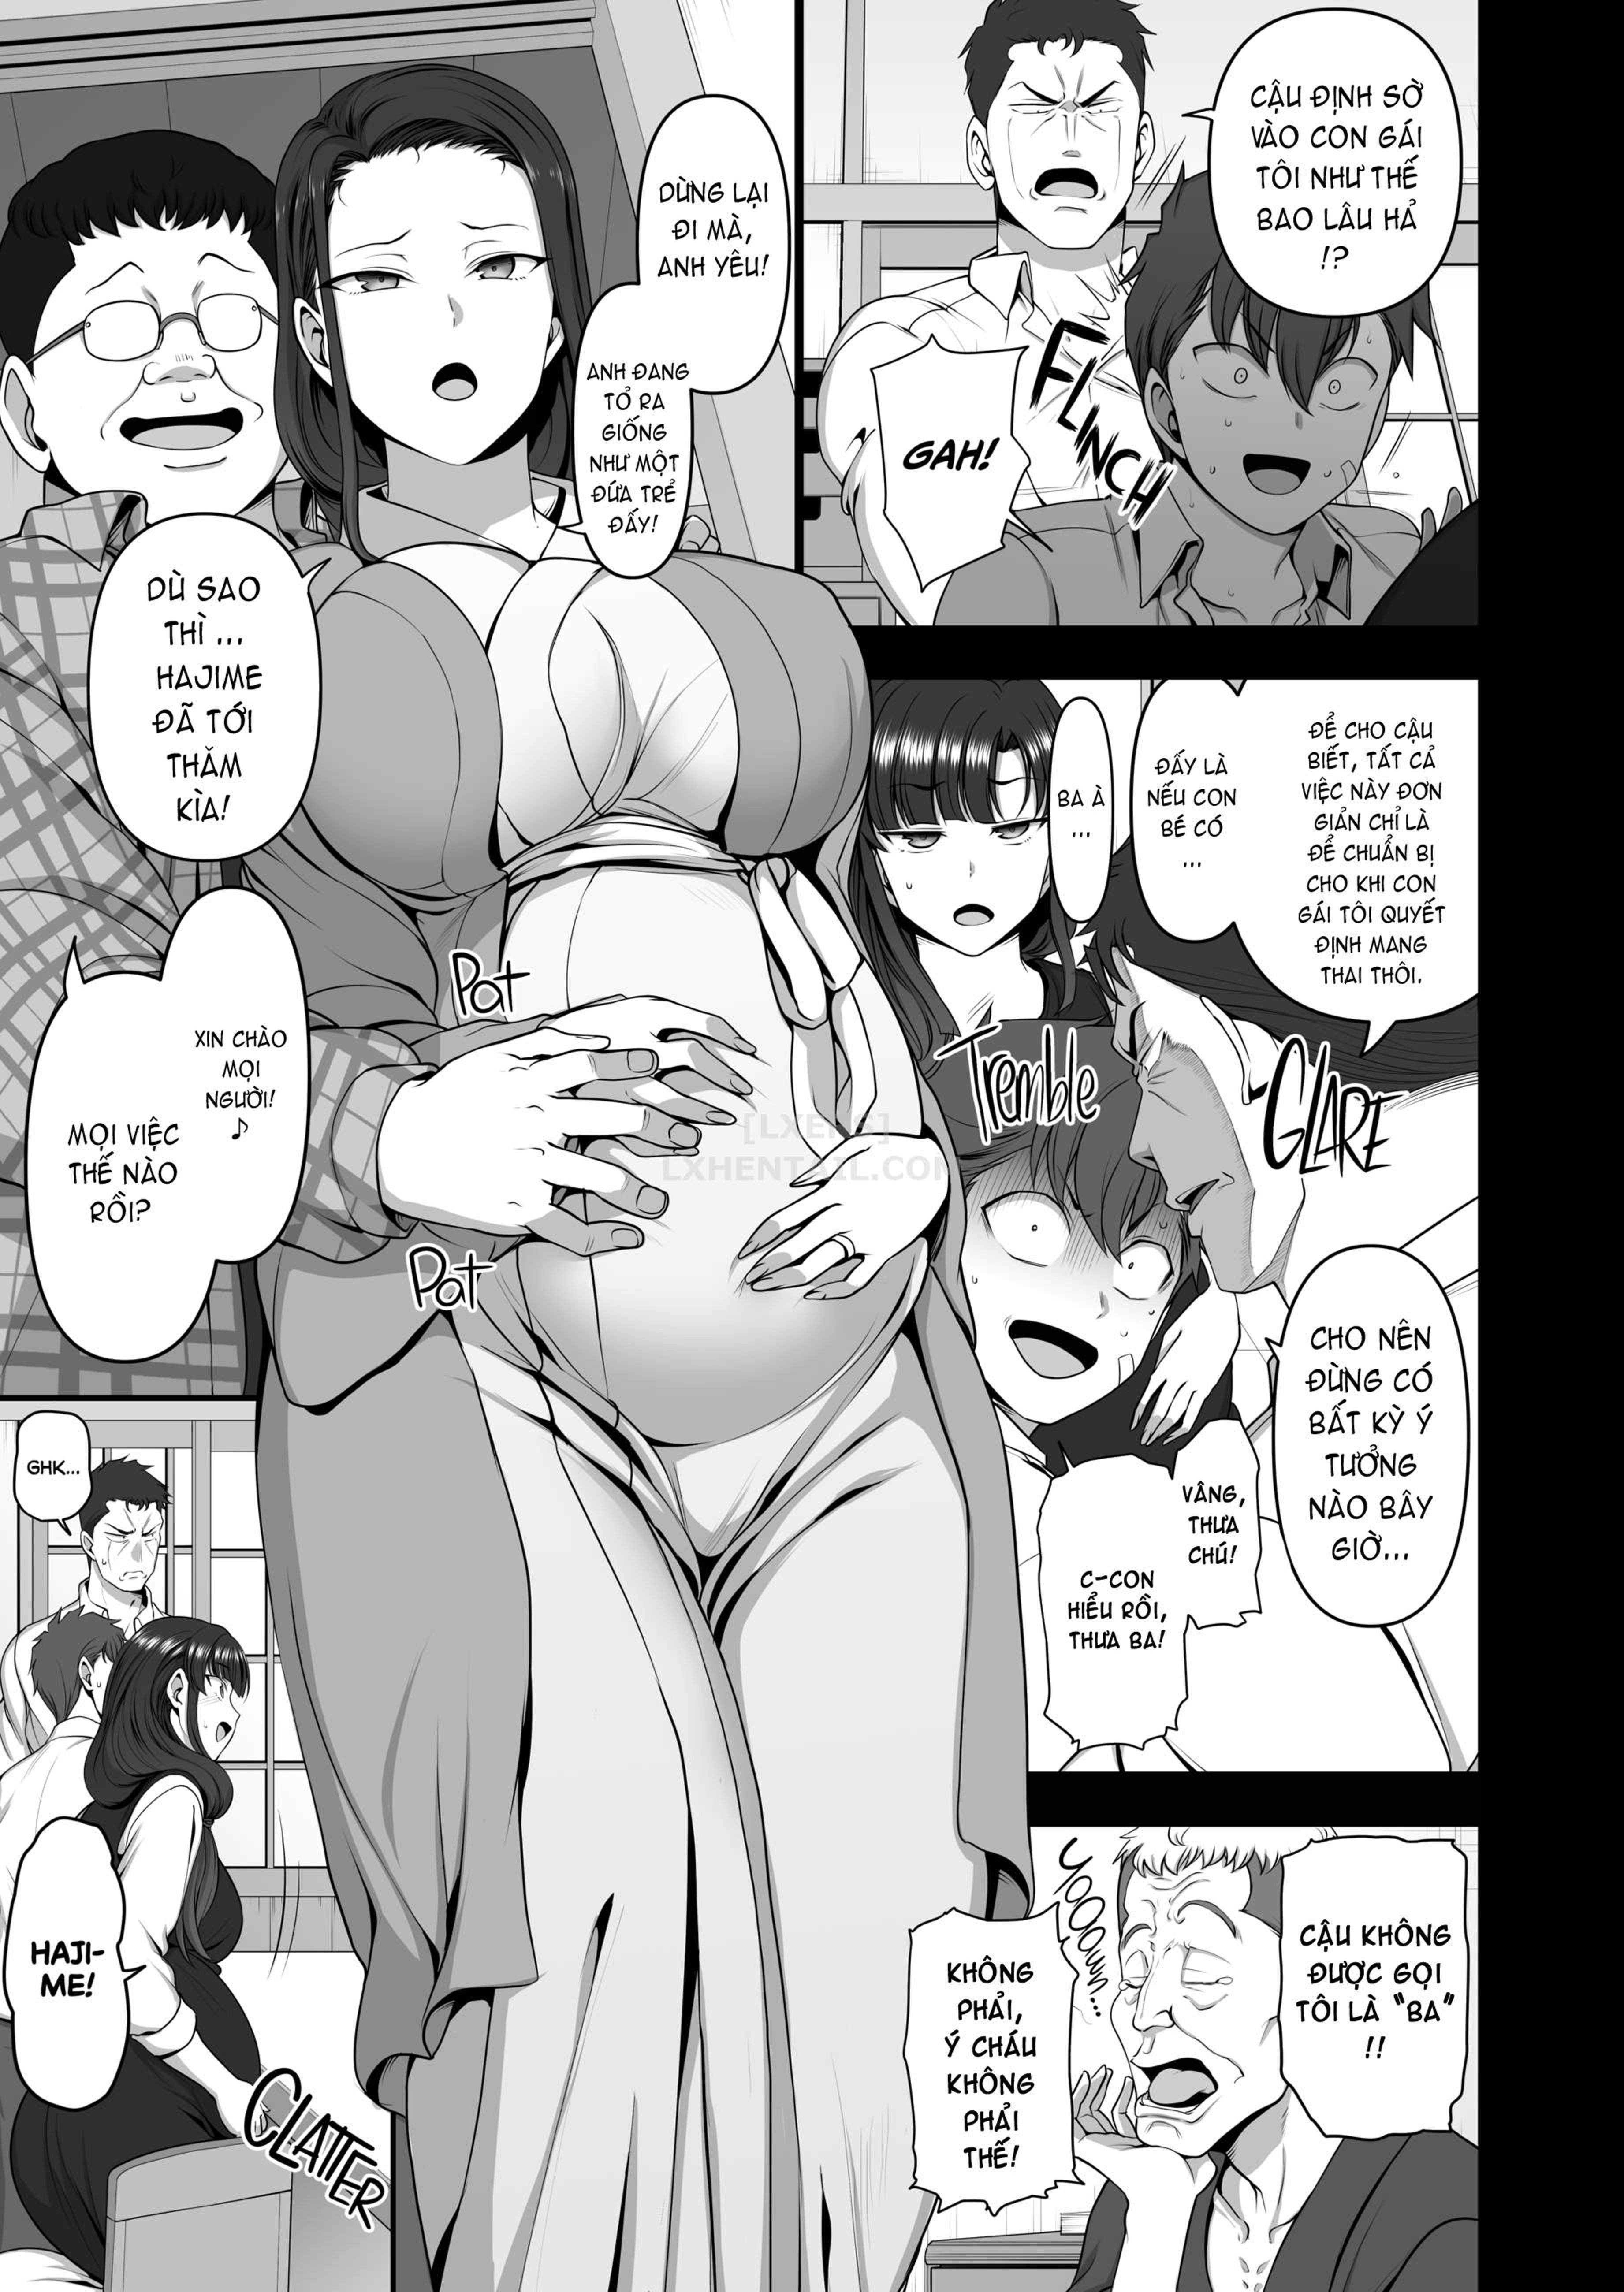 CẬU ĐỊNH SỜ
VÀO CON GÁI
TÔI NHƯ THẾ
BAO LÂU HẢ
!?
FLINCH
GAH!
ĐỂ CHO CẬU
BIẾT, TẤT CẢ
VIỆC NÀY ĐƠN
GIẢN CHỈ LÀ
ĐỂ CHUẨN BỊ
CHO KHI CON
GÁI TÔI QUYẾT
ĐỊNH MANG
THAI THÔI.
ĐẤY LÀ
NẾU CON
BÉ CÓ
...
BA À
...
GLARE
Tremble
CHO NÊN
ĐỪNG CÓ
BẤT KỲ Ý
TƯỞNG
NÀO BÂY
GIỜ...
VÂNG,
THƯA
CHÚ!
C-CON
HIỂU RỒI,
THƯA BA!
CẬU KHÔNG
ĐƯỢC GỌI
TÔI LÀ "BA"
!!
KHÔNG
PHẢI,
Ý CHÁU
KHÔNG
PHẢI
THẾ!
DỪNG LẠI
ĐI MÀ,
ANH YÊU!
ANH ĐANG
TỎ RA
GIỐNG
NHƯ MỘT
ĐỨA TRẺ
ĐẤY!
DÙ SAO
THÌ ...
HAJIME
ĐÃ TỚI
THĂM
KÌA!
XIN CHÀO
MỌI
NGƯỜI!
♪
MỌI VIỆC
THẾ NÀO
RỒI?
Pat
Pat
[LXERS]
LXHENTAIL.COM
GHK...
HAJI-
ME!
CLATTER